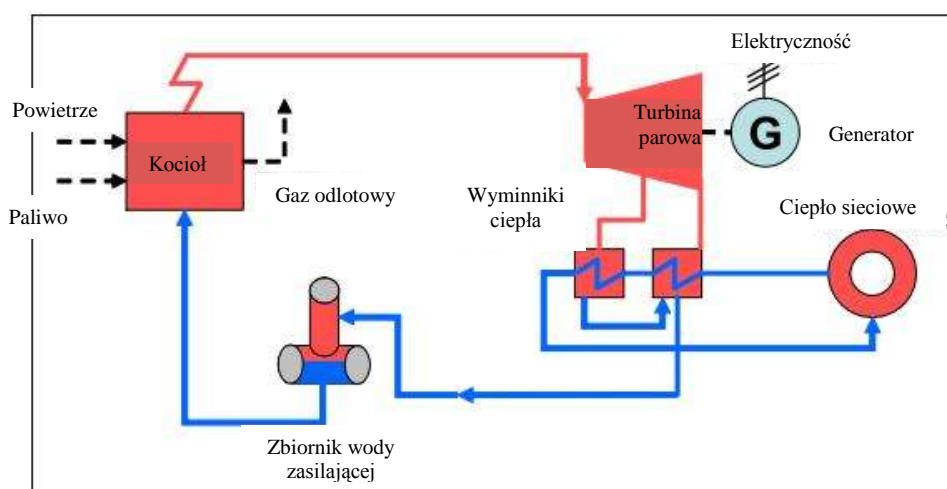 Elektryczność
Powietrze
Turbina
parowa
G
Generator
Kocioł
Gaz odlotowy
Wyminniki
ciepła
Ciepło sieciowe
Paliwo
Zbiornik wody
zasilającej